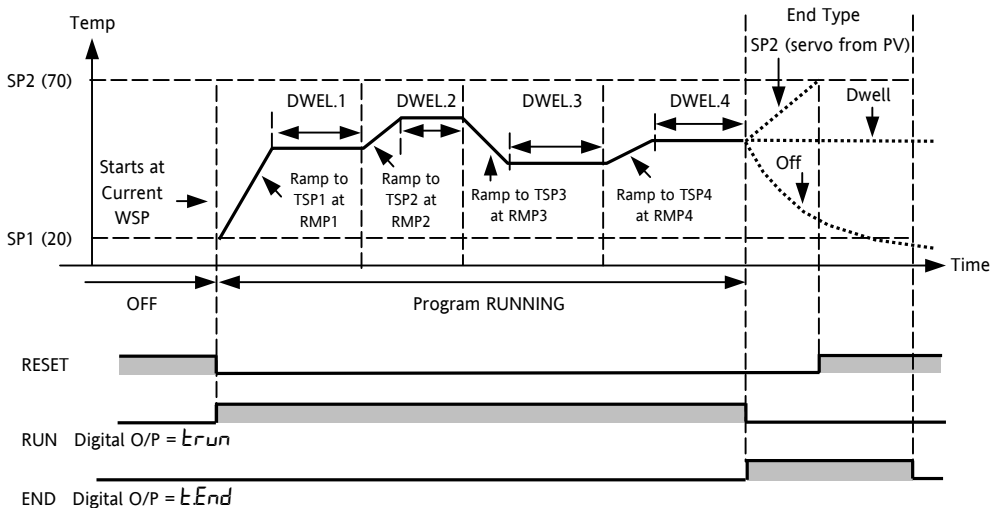 End Type
Temp
SP2 (servo from PV)
SP2 (70)
DWEL.1
DWEL.2
DWEL.3
DWEL.4
Dwell
Starts at
Current
WSP
Ramp to
TSP1 at
RMP1
Ramp to
TSP2 at
RMP2
Ramp to TSP3
at RMP3
Ramp to TSP4
at RMP4
Off
SP1 (20)
Time
OFF
Program RUNNING
RESET
RUN Digital O/P = t.run
END Digital O/P = t.End